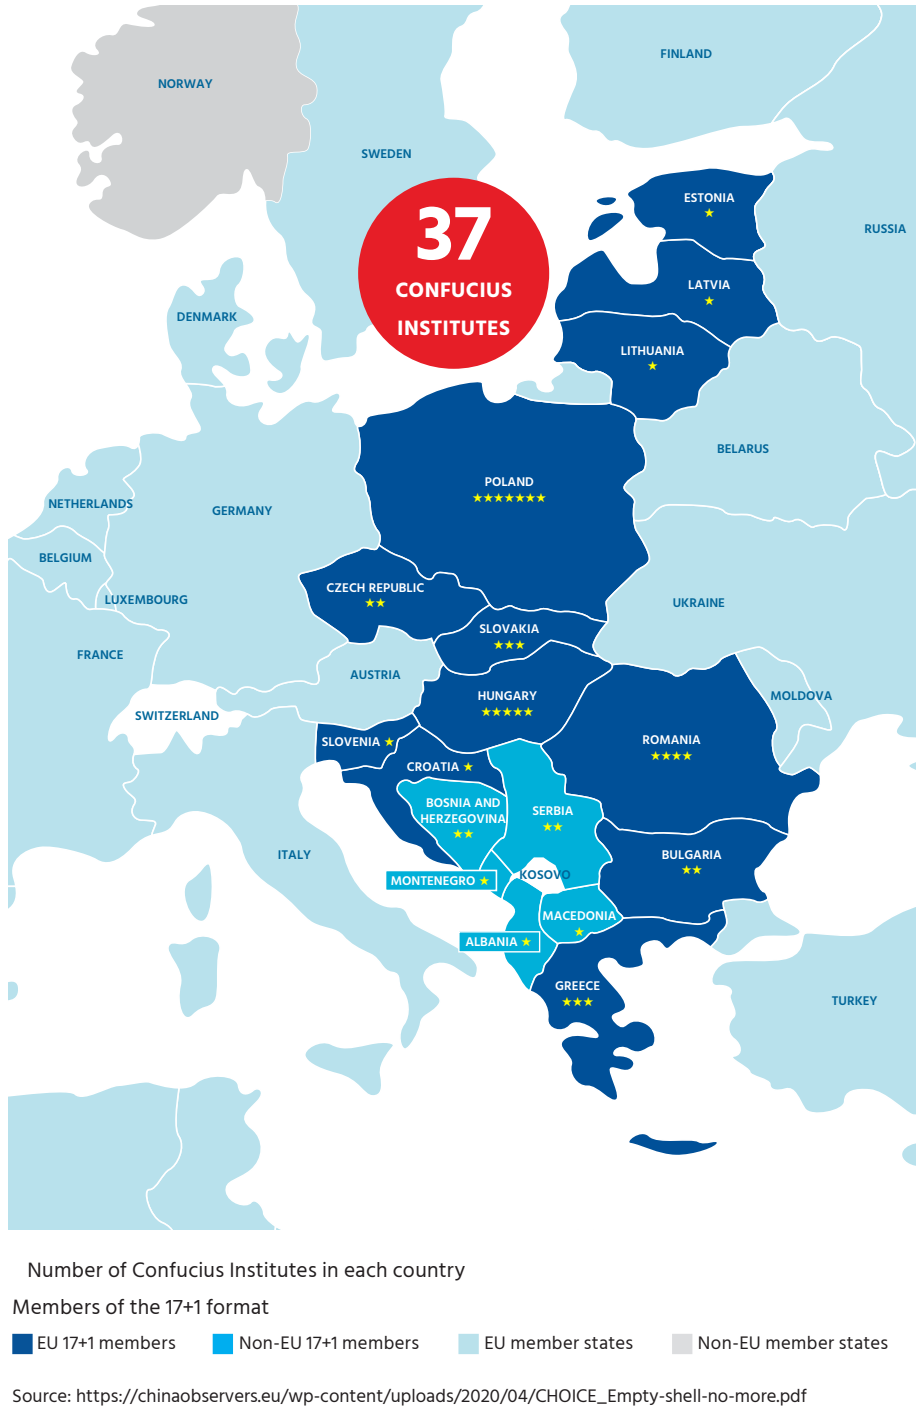 NORWAY
FINLAND
SWEDEN
ESTONIA
RUSSIA
37
CONFUCIUS
INSTITUTES
LATVIA
DENMARK
LITHUANIA
BELARUS
POLAND
NETHERLANDS
GERMANY
BELGIUM
CZECH REPUBLIC
LUXEMBOURG
UKRAINE
SLOVAKIA
FRANCE
AUSTRIA
HUNGARY
MOLDOVA
SWITZERLAND
SLOVENIA
ROMANIA
CROATIA
BOSNIA AND
HERZEGOVINA
SERBIA
ITALY
BULGARIA
KOSOVO
MONTENEGRO
MACEDONIA
ALBANIA
GREECE
TURKEY
Number of Confucius Institutes in each country
Members of the 17+1 format
EU 17+1 members
Non-EU 17+1 members
EU member states
Non-EU member states
Source: https://chinaobservers.eu/wp-content/uploads/2020/04/CHOICE_Empty-shell-no-more.pdf